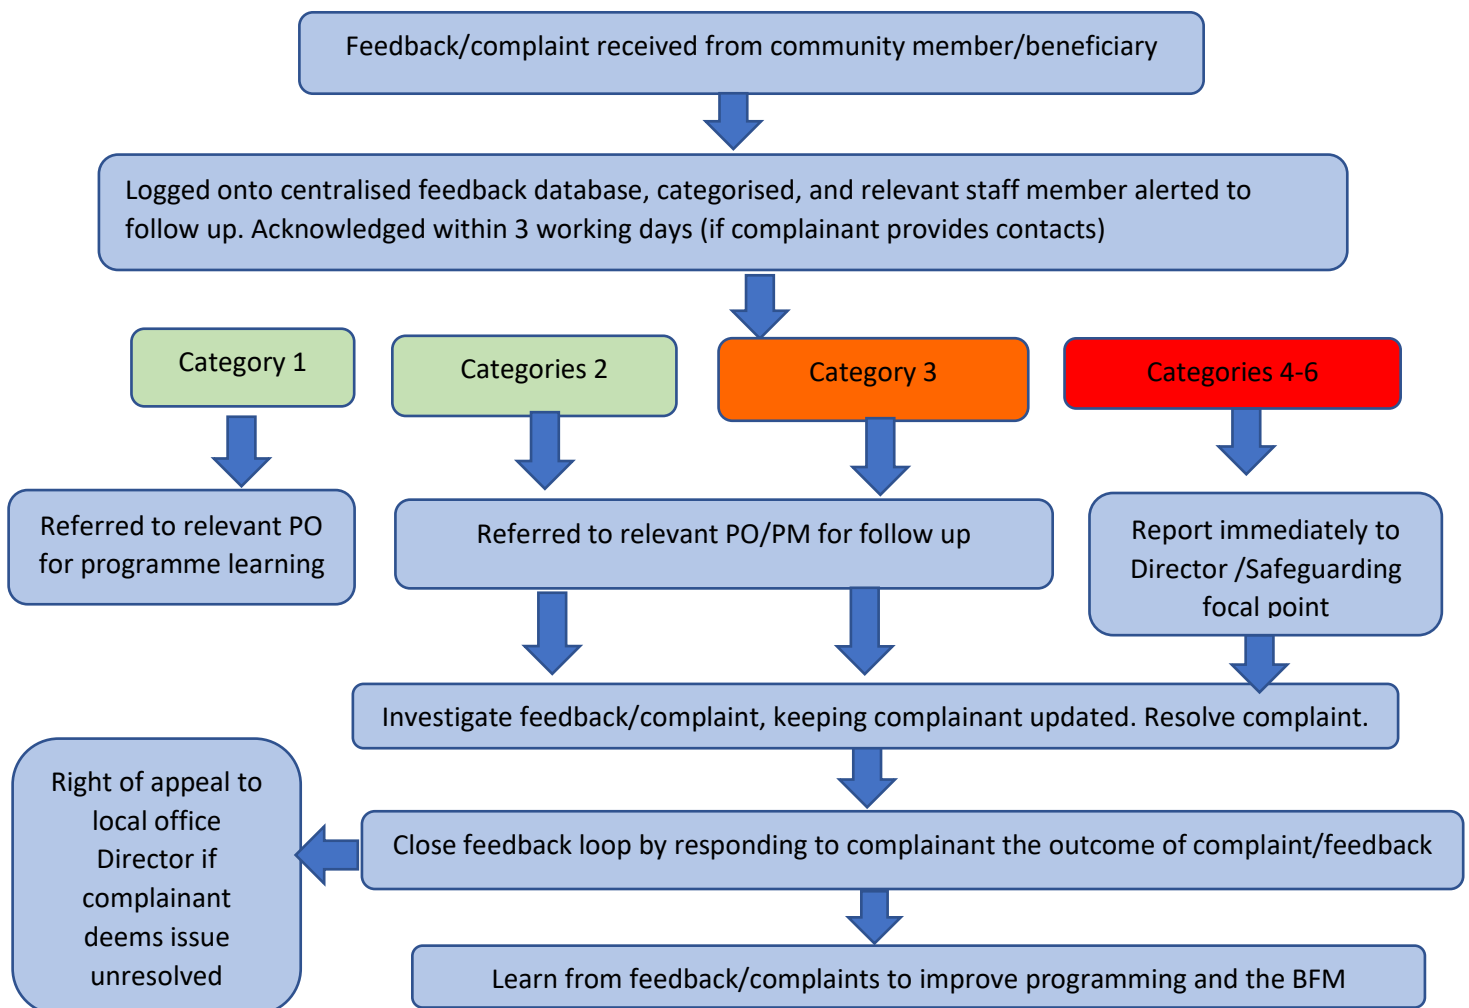 Feedback/complaint received from community member/beneficiary
Logged onto centralised feedback database, categorised, and relevant staff member alerted to
follow up. Acknowledged within 3 working days (if complainant provides contacts)
Category 1
Categories 2
Category 3
Categories 4-6
Referred to relevant PO
for programme learning
Referred to relevant PO/PM for follow up
Report immediately to
Director /Safeguarding
focal point
Investigate feedback/complaint, keeping complainant updated. Resolve complaint.
Right of appeal to
local office
Director if
complainant
deems issue
unresolved
Close feedback loop by responding to complainant the outcome of complaint/feedback
Learn from feedback/complaints to improve programming and the BFM